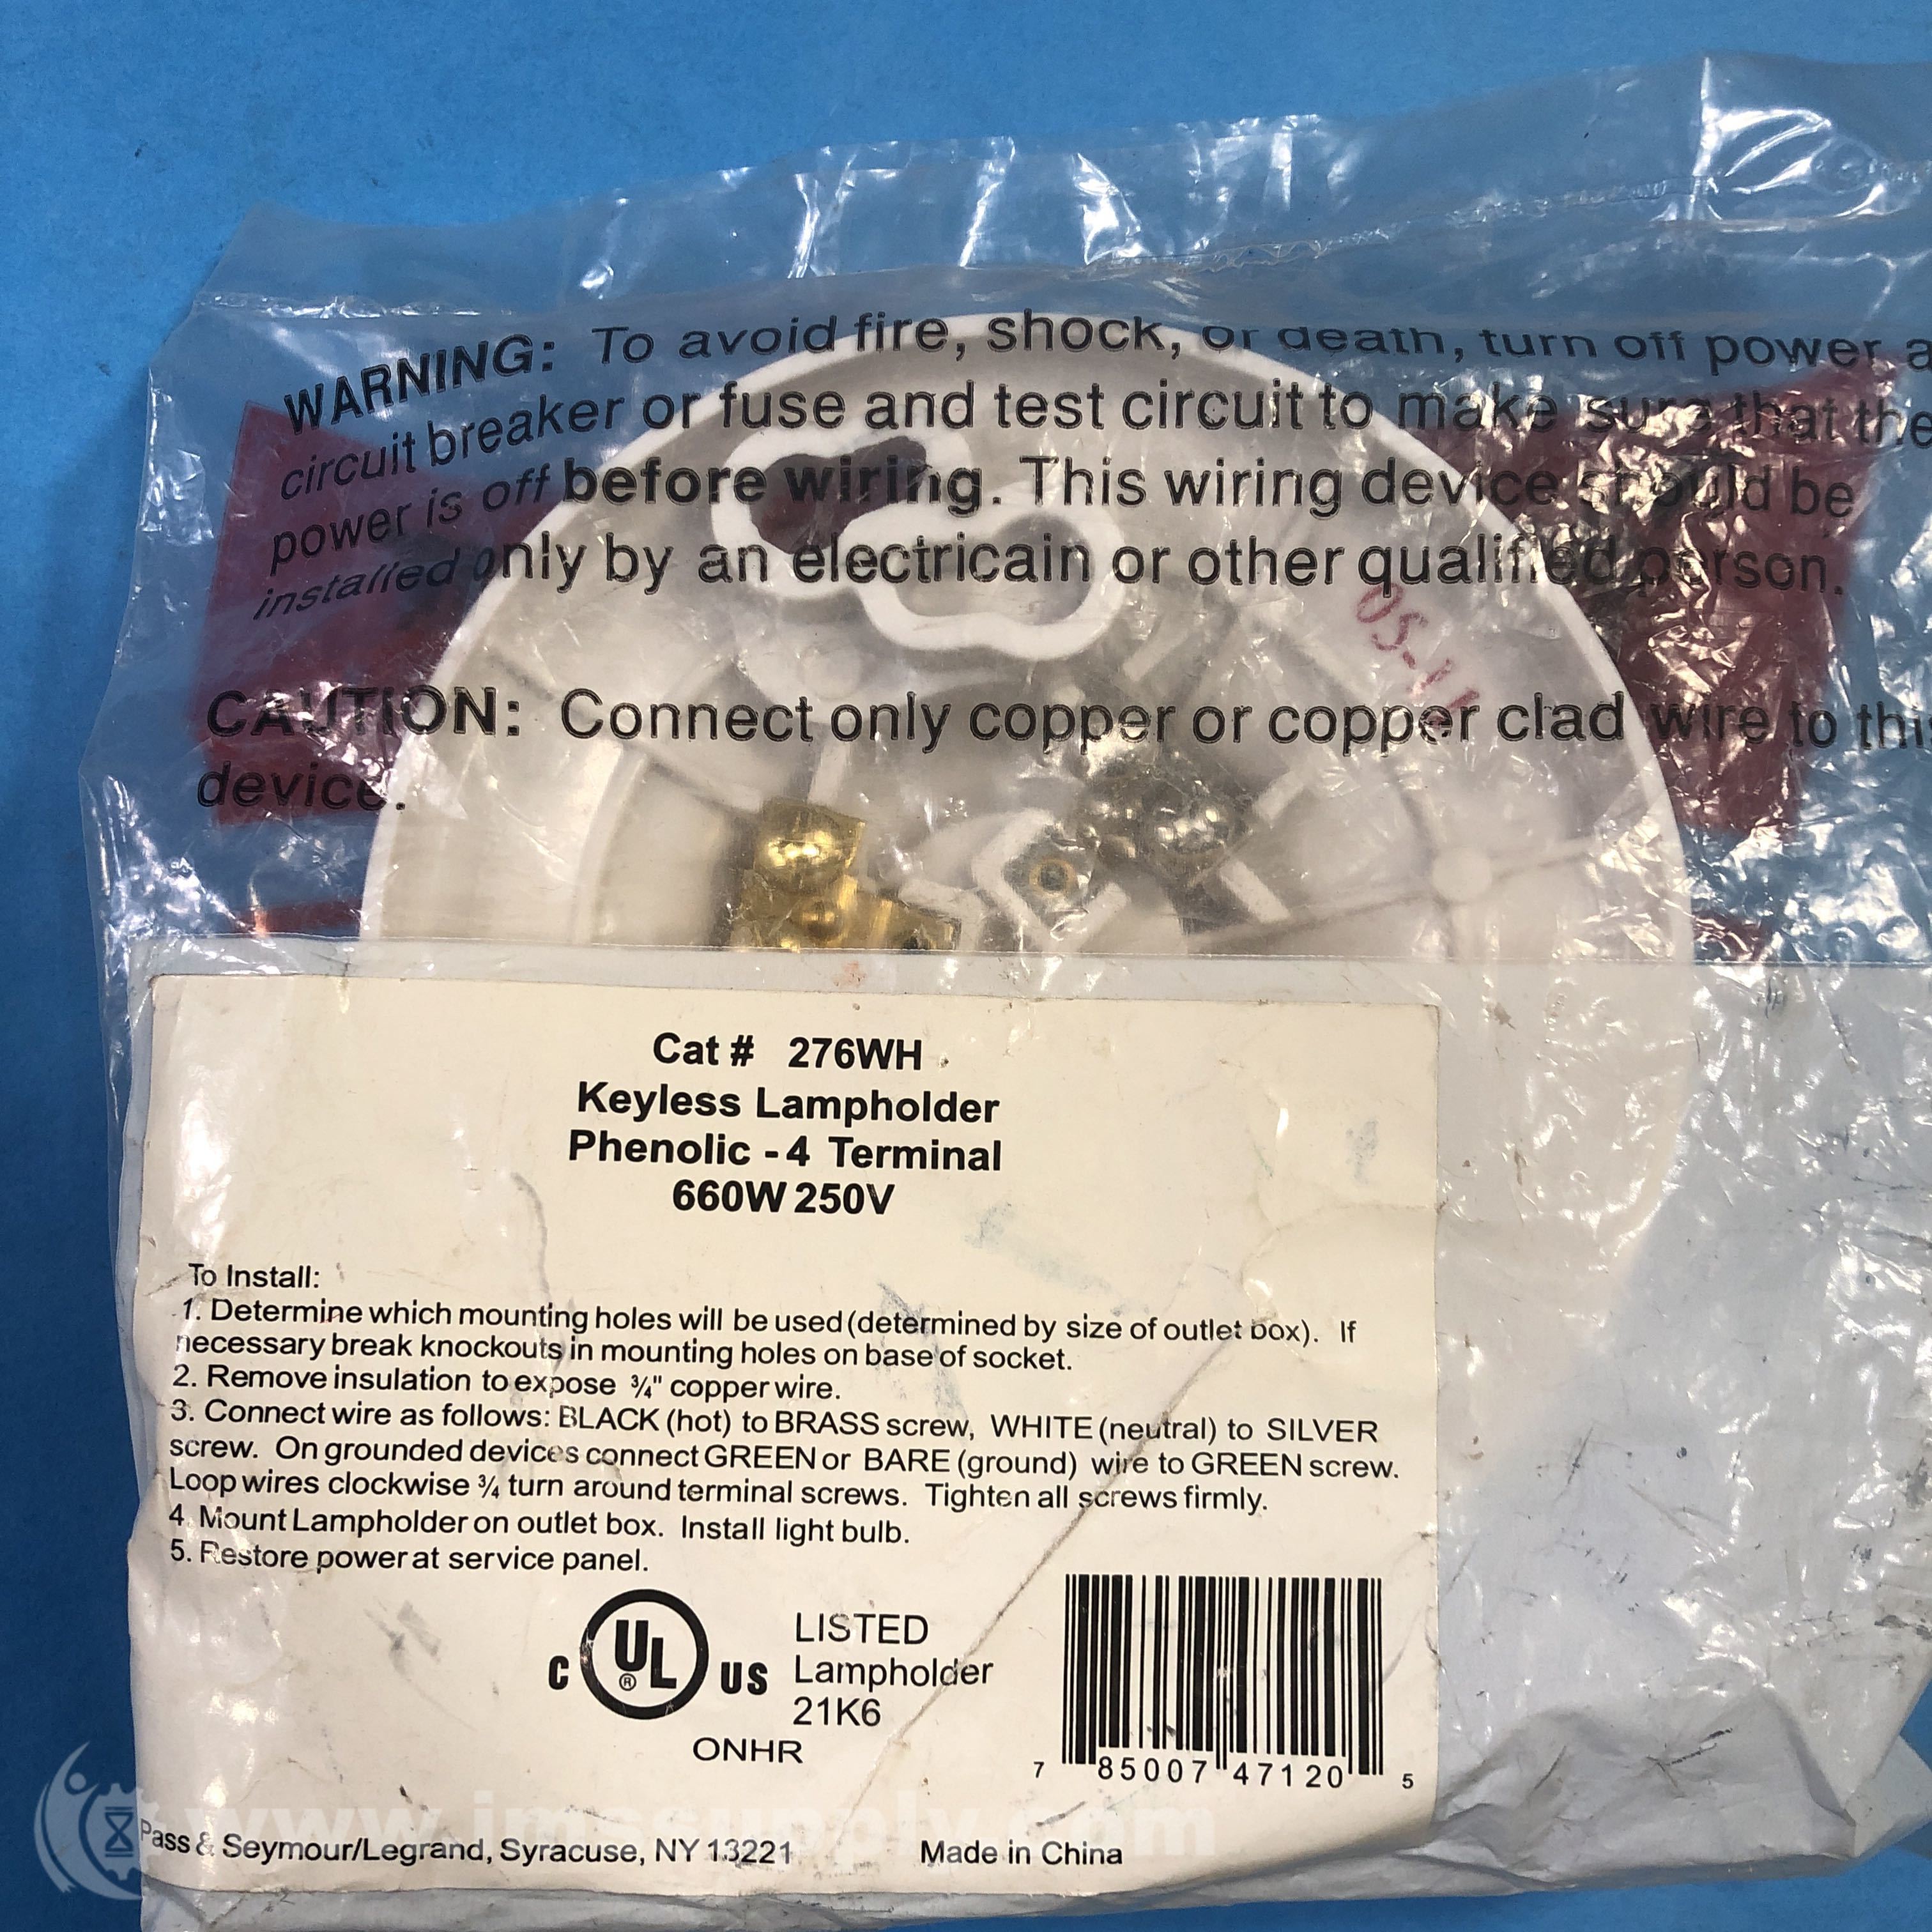 WARNING: To avoid fire, shock, or death, turn off power a
circuit breaker or fuse and test circuit to make sure that the
power is off before wiring. This wiring device should be
installed only by an electricain or other qualified person.
05-11
CAUTION: Connect only copper or copper clad wire to this
device.
Cat # 276WH
Keyless Lampholder
Phenolic - 4 Terminal
660W 250V
To Install:
1. Determine which mounting holes will be used (determined by size of outlet box). If
necessary break knockouts in mounting holes on base of socket.
2. Remove insulation to expose ¾" copper wire.
3. Connect wire as follows: BLACK (hot) to BRASS screw, WHITE (neutral) to SILVER
screw. On grounded devices connect GREEN or BARE (ground) wire to GREEN screw.
Loop wires clockwise ¾ turn around terminal screws. Tighten all screws firmly.
4. Mount Lampholder on outlet box. Install light bulb.
5. Restore power at service panel.
C UL ® US
LISTED
Lampholder
21K6
ONHR
7 85007 47120 5
www.imesupply.com
Pass & Seymour/Legrand, Syracuse, NY 13221 Made in China